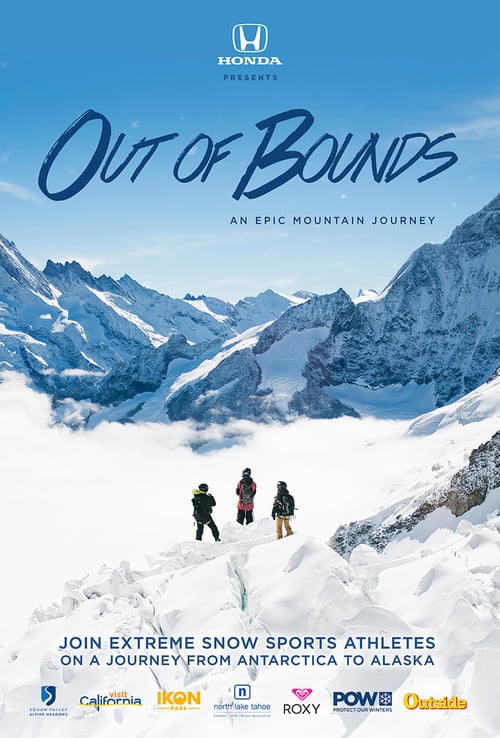 HONDA
PRESENTS
OUT OF BOUNDS
AN EPIC MOUNTAIN JOURNEY
JOIN EXTREME SNOW SPORTS ATHLETES
ON A JOURNEY FROM ANTARCTICA TO ALASKA
SQUAW VALLEY
ALPINE MEADOWS
visit
California
IKON
PASS
n
north lake tahoe
ROXY
POW
PROTECT OUR WINTERS
Outside